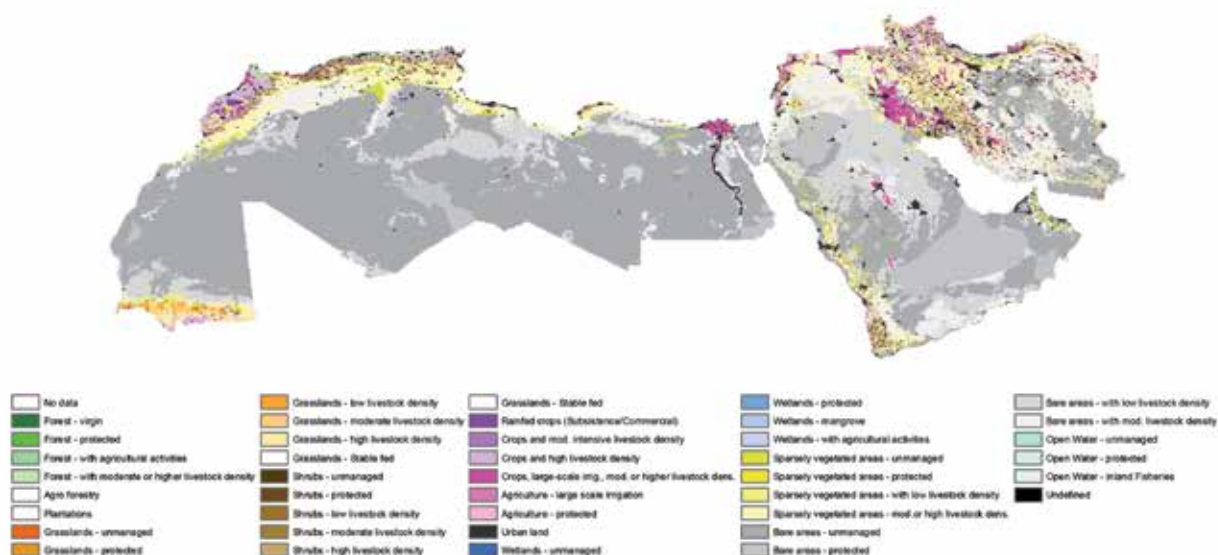 No data
Forest - virgin
Forest - protected
Forest - with agricultural activities
Forest - with moderate or higher livestock density
Agro forestry
Plantations
Grasslands - unmanaged
Grasslands - protected
Grasslands - low livestock density
Grasslands - moderate livestock density
Grasslands - high livestock density
Grasslands - Stable fed
Shrubs - unmanaged
Shrubs - protected
Shrubs - low livestock density
Shrubs - moderate livestock density
Shrubs - high livestock density
Grasslands - Stable fed
Rainfed crops (Subsistence/Commercial)
Crops and mod. intensive livestock density
Crops and high livestock density
Crops, large-scale irrig., mod. or higher livestock dens.
Agriculture - large scale irrigation
Agriculture - protected
Urban land
Wetlands - unmanaged
Wetlands - protected
Wetlands - mangrove
Wetlands - with agricultural activities
Sparsely vegetated areas - unmanaged
Sparsely vegetated areas - protected
Sparsely vegetated areas - with low livestock density
Sparsely vegetated areas - mod. or high livestock dens.
Bare areas - unmanaged
Bare areas - protected
Bare areas - with low livestock density
Bare areas - with mod. livestock density
Open Water - unmanaged
Open Water - protected
Open Water - inland Fisheries
Undefined